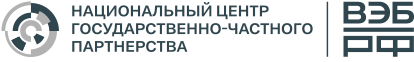 НАЦИОНАЛЬНЫЙ ЦЕНТР
ГОСУДАРСТВЕННО-ЧАСТНОГО
ПАРТНЕРСТВА
ВЭБ
РФ